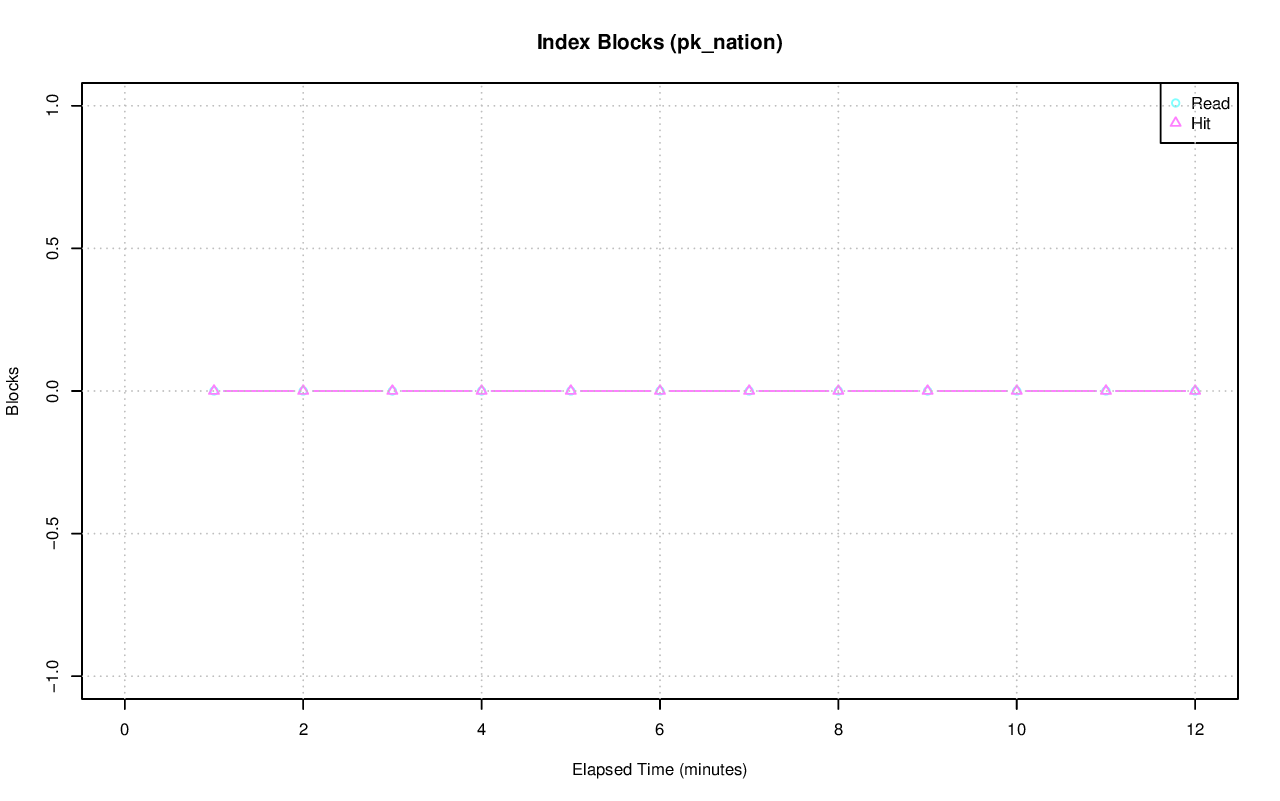 Index Blocks (pk_nation)
Read
Hit
1.0
0.5
0.0
−0.5
−1.0
Blocks
0 2 4 6 8 10 12
Elapsed Time (minutes)